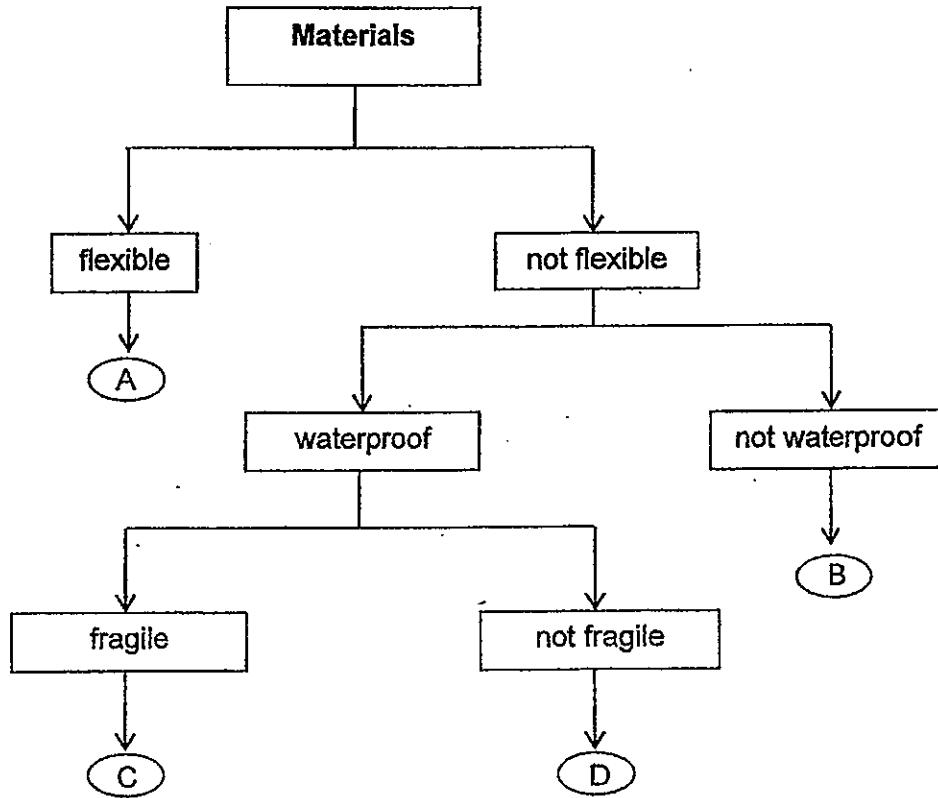 Materials
flexible
not flexible
A
waterproof
not waterproof
B
fragile
not fragile
C
D